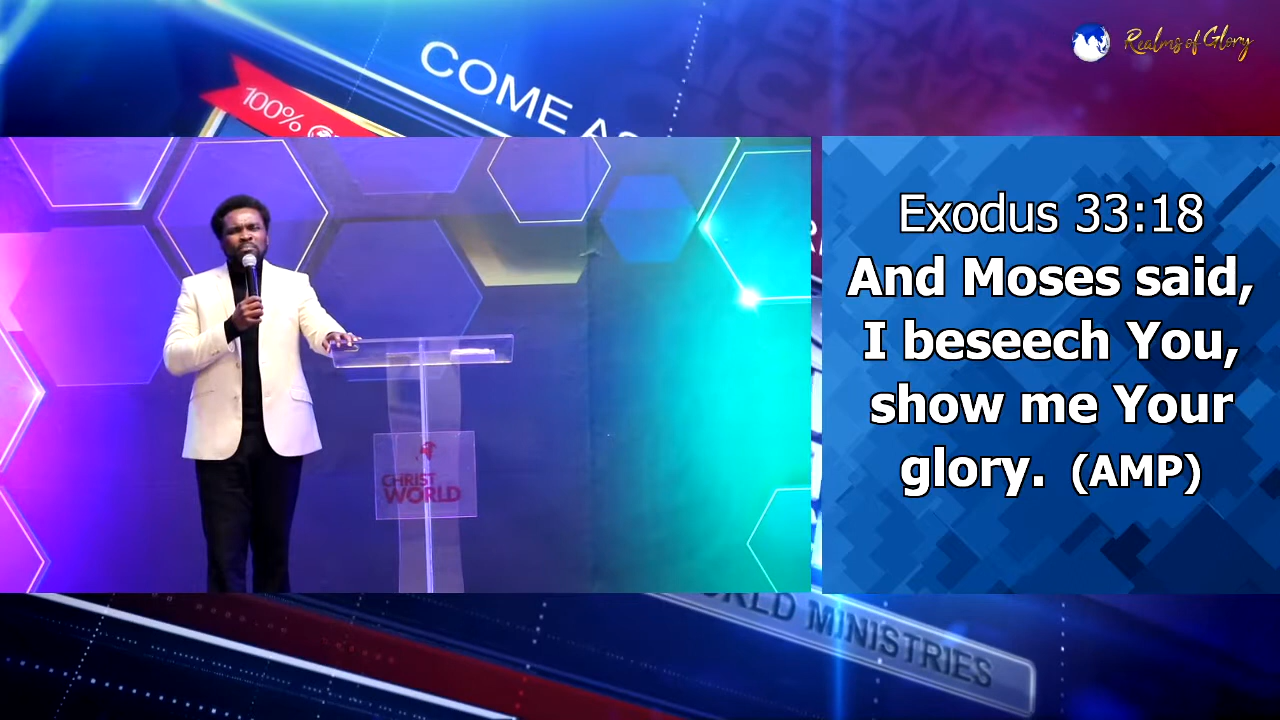 Realms of Glory
COME
100%
Exodus 33:18
And Moses said,
I beseech You,
show me Your
glory. (AMP)
CHRIST
WORLD
MINISTRIES